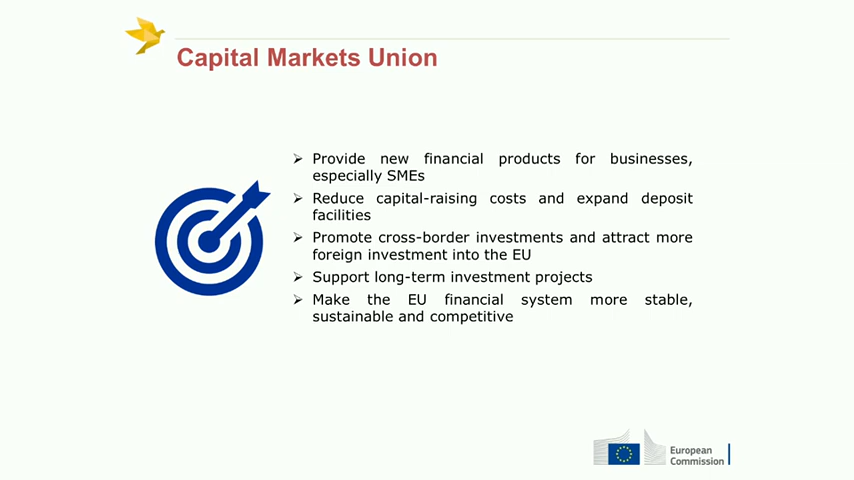 Capital Markets Union
Provide new financial products for businesses,
especially SMEs
Reduce capital-raising costs and expand deposit
facilities
Promote cross-border investments and attract more
foreign investment into the EU
Support long-term investment projects
Make the EU financial system more stable,
sustainable and competitive
European
Commission